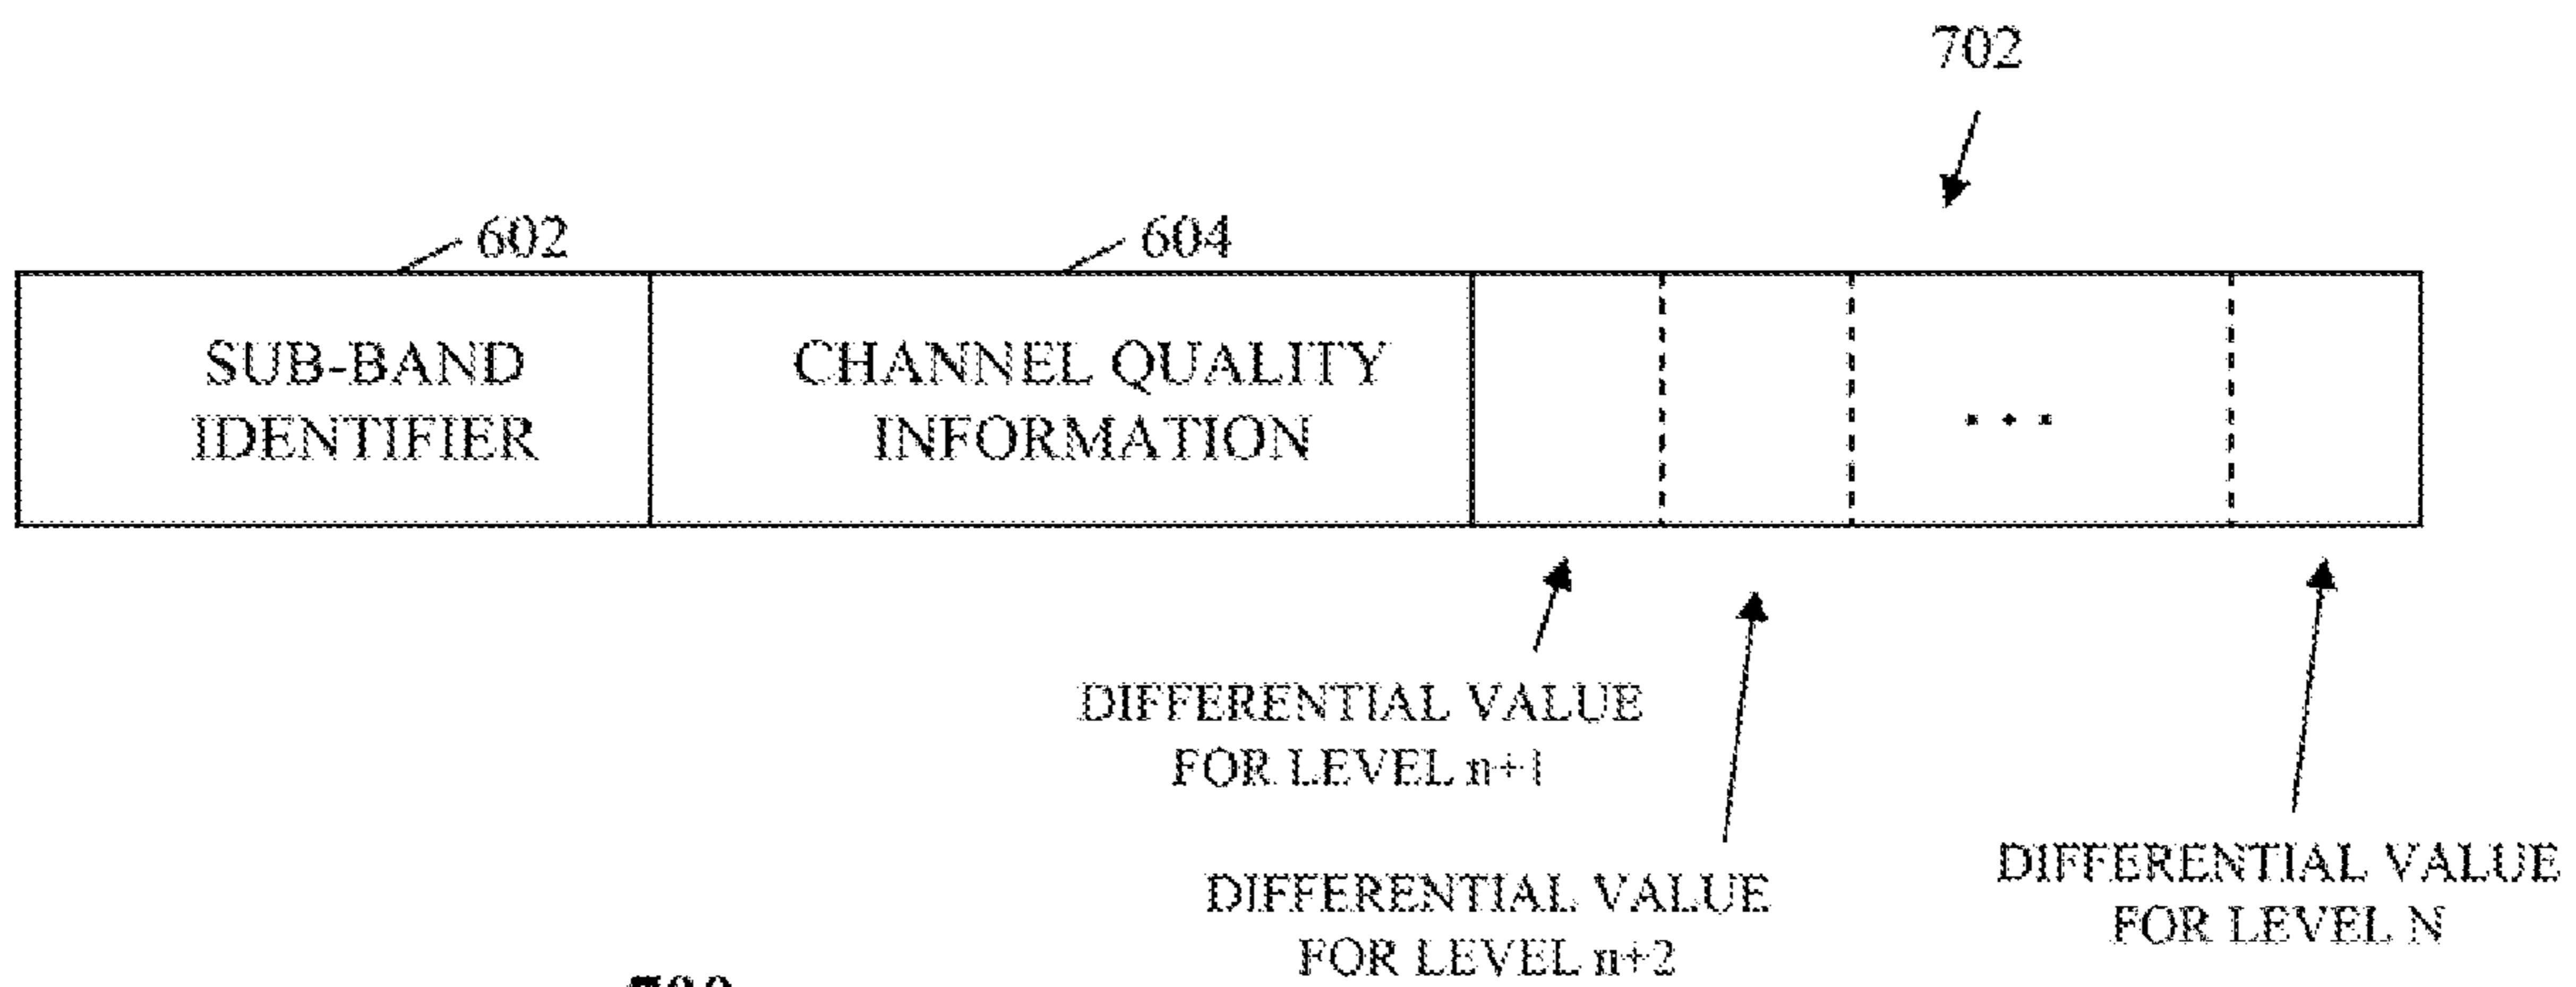 702
602
604
SUB-BAND
IDENTIFIER
CHANNEL QUALITY
INFORMATION
. . .
DIFFERENTIAL VALUE
FOR LEVEL n+1
DIFFERENTIAL VALUE
FOR LEVEL n+2
DIFFERENTIAL VALUE
FOR LEVEL N